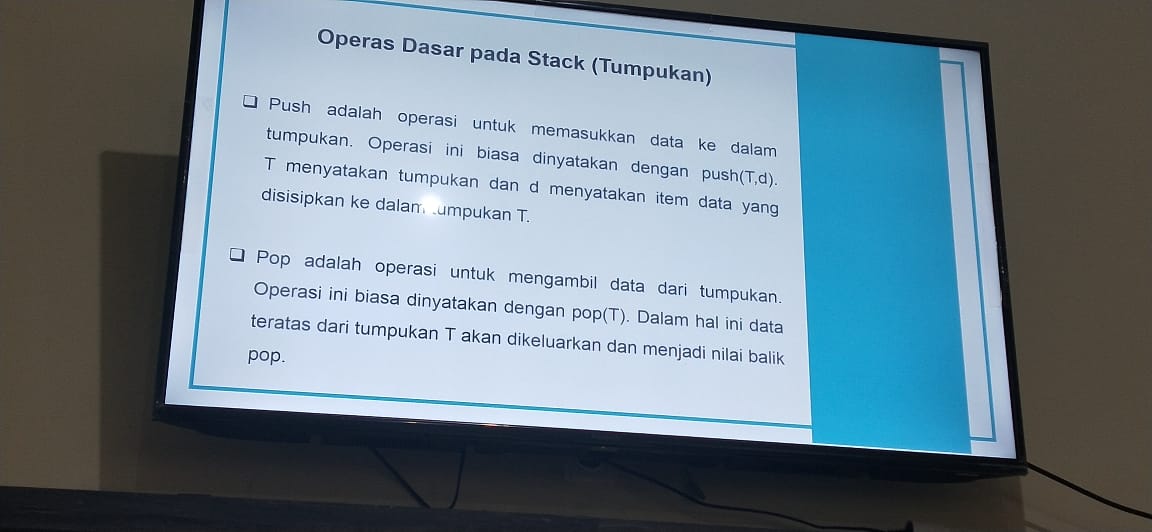 Operas Dasar pada Stack (Tumpukan)
❑ Push adalah operasi untuk memasukkan data ke dalam
tumpukan. Operasi ini biasa dinyatakan dengan push(T,d).
T menyatakan tumpukan dan d menyatakan item data yang
disisipkan ke dalam tumpukan T.
❑ Pop adalah operasi untuk mengambil data dari tumpukan.
Operasi ini biasa dinyatakan dengan pop(T). Dalam hal ini data
teratas dari tumpukan T akan dikeluarkan dan menjadi nilai balik
pop.